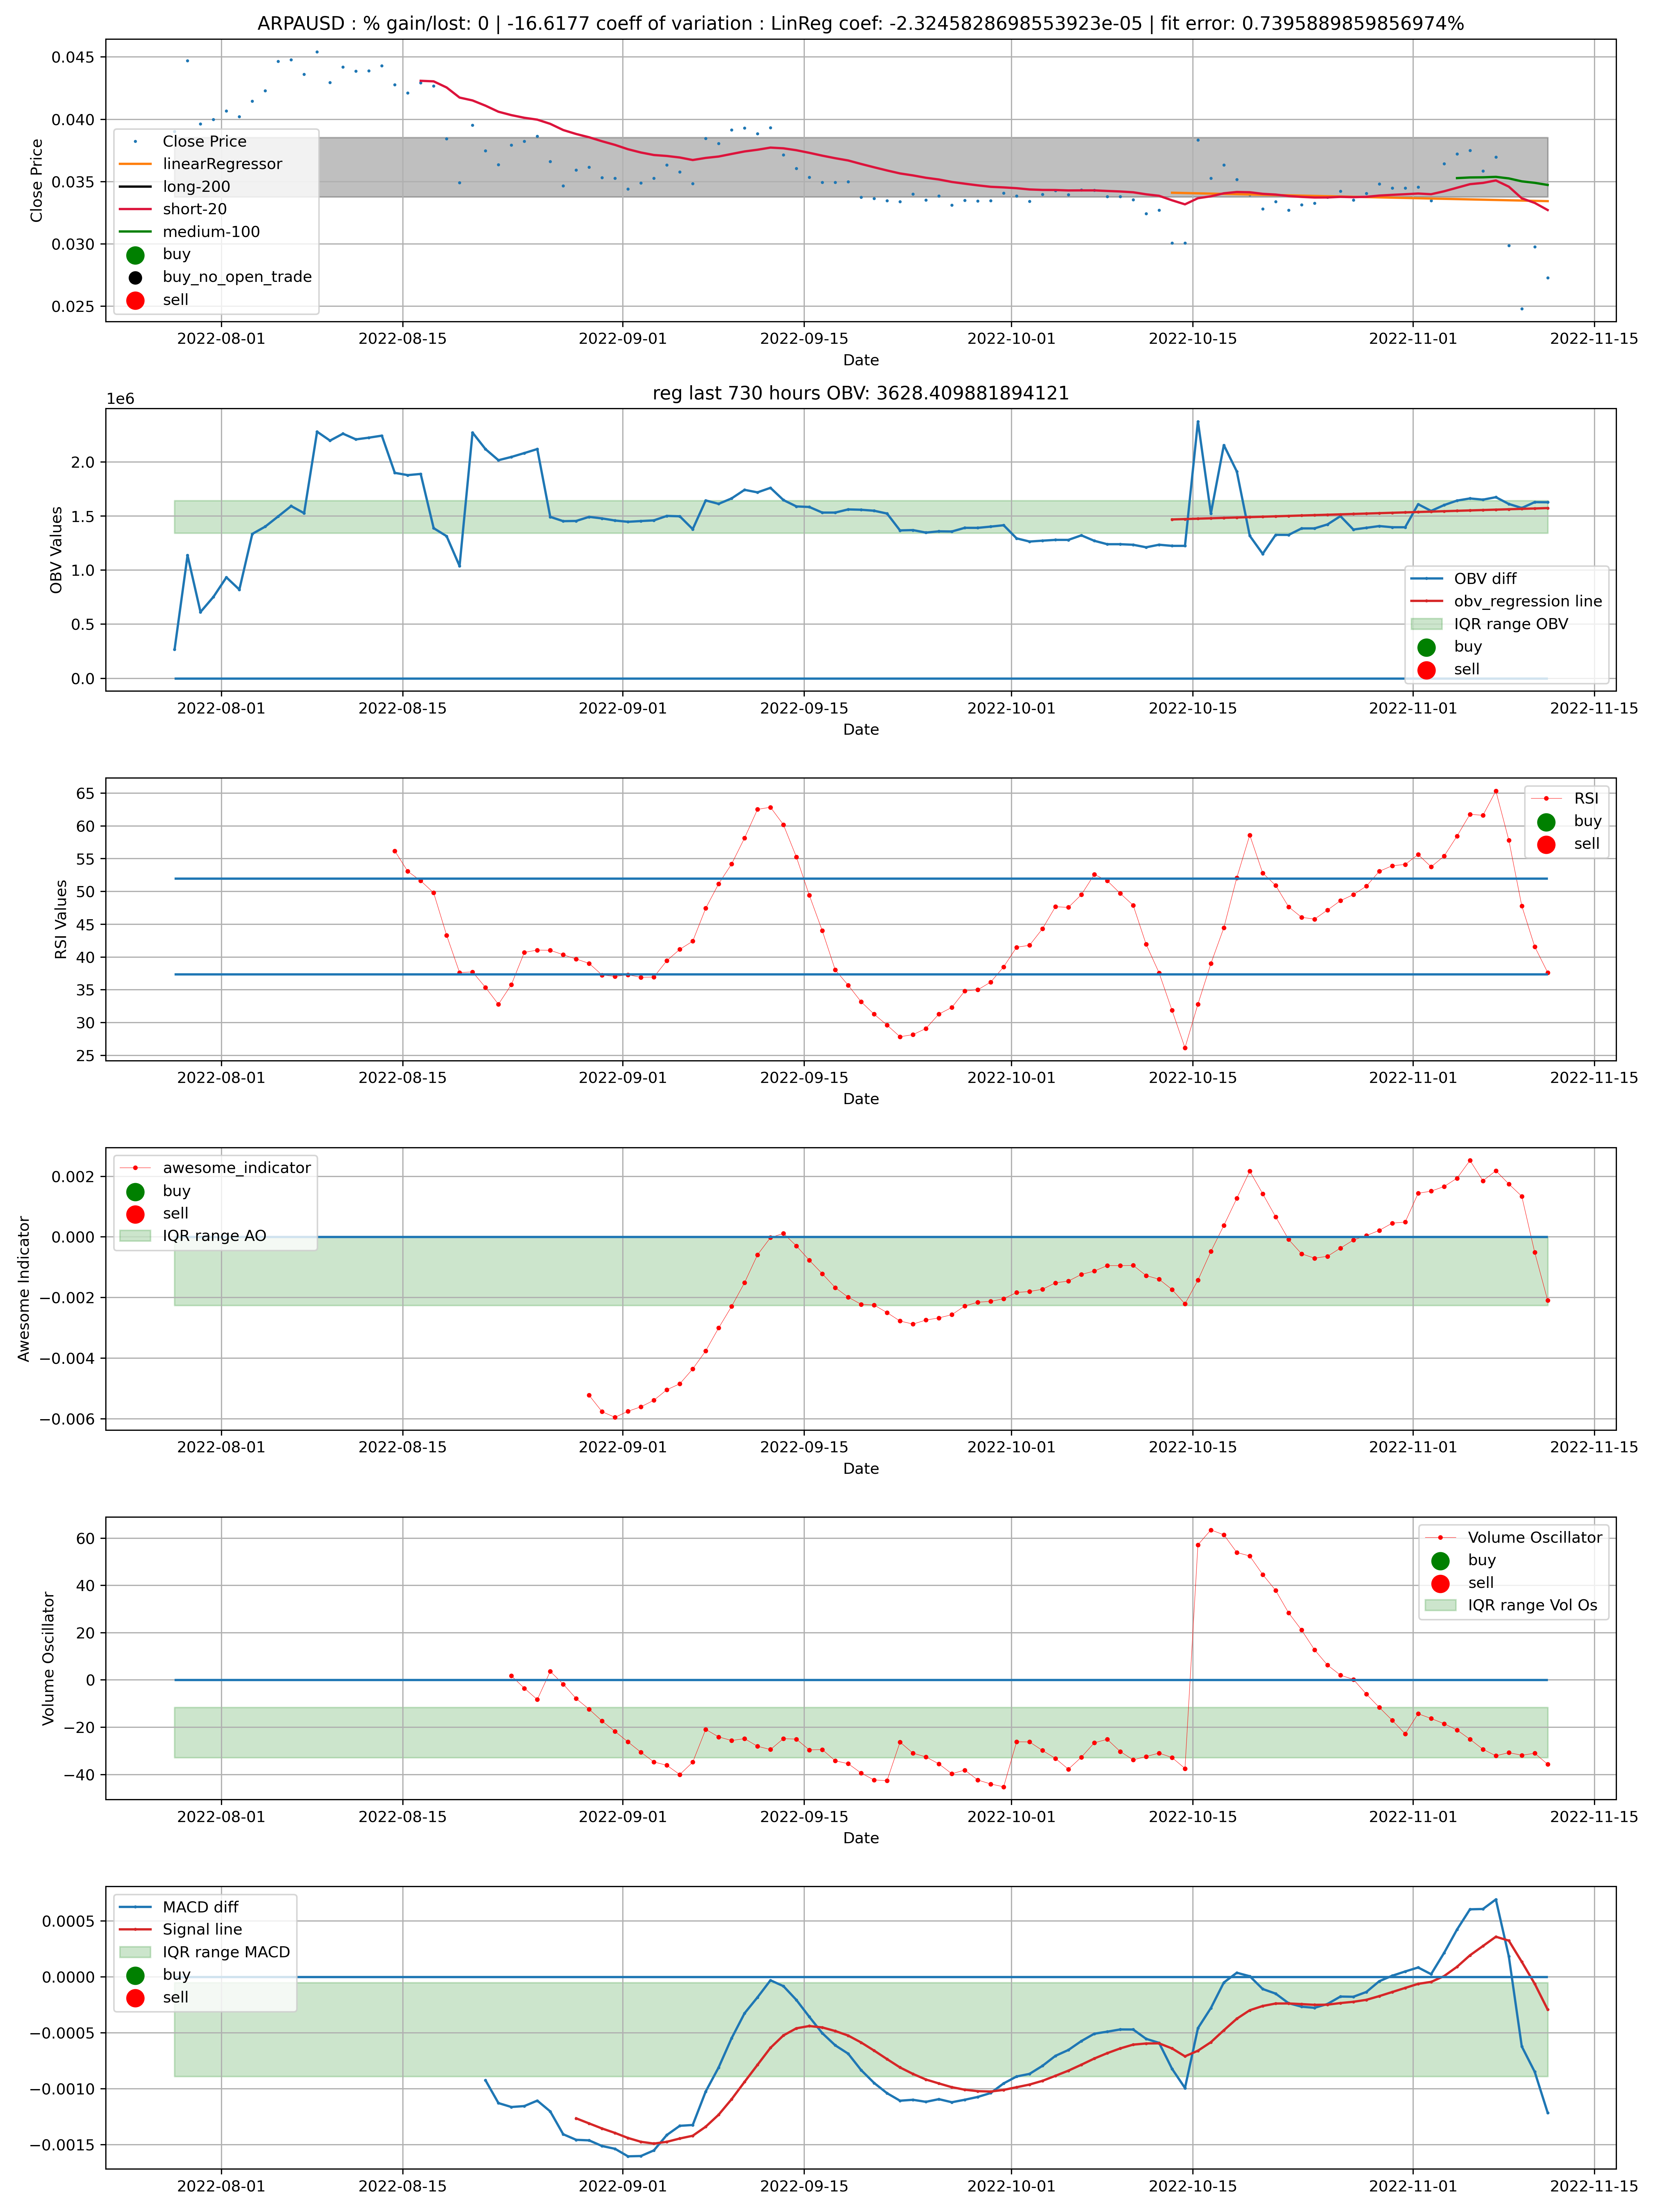 ARPAUSD : % gain/lost: 0 | -16.6177 coeff of variation : LinReg coef: -2.3245828698553923e-05 | fit error: 0.7395889859856974%
0.045
0.040
0.035
0.030
0.025
Close Price
Close Price
linearRegressor
long-200
short-20
medium-100
buy
buy_no_open_trade
sell
2022-08-01 2022-08-15 2022-09-01 2022-09-15 2022-10-01 2022-10-15 2022-11-01 2022-11-15
Date
reg last 730 hours OBV: 3628.409881894121
1e6
2.0
1.5
1.0
0.5
0.0
OBV Values
OBV diff
obv_regression line
IQR range OBV
buy
sell
2022-08-01 2022-08-15 2022-09-01 2022-09-15 2022-10-01 2022-10-15 2022-11-01 2022-11-15
Date
65
60
55
50
45
40
35
30
25
RSI Values
RSI
buy
sell
2022-08-01 2022-08-15 2022-09-01 2022-09-15 2022-10-01 2022-10-15 2022-11-01 2022-11-15
Date
0.002
0.000
−0.002
−0.004
−0.006
Awesome Indicator
awesome_indicator
buy
sell
IQR range AO
2022-08-01 2022-08-15 2022-09-01 2022-09-15 2022-10-01 2022-10-15 2022-11-01 2022-11-15
Date
60
40
20
0
−20
−40
Volume Oscillator
Volume Oscillator
buy
sell
IQR range Vol Os
2022-08-01 2022-08-15 2022-09-01 2022-09-15 2022-10-01 2022-10-15 2022-11-01 2022-11-15
Date
0.0005
0.0000
−0.0005
−0.0010
−0.0015
MACD diff
Signal line
IQR range MACD
buy
sell
2022-08-01 2022-08-15 2022-09-01 2022-09-15 2022-10-01 2022-10-15 2022-11-01 2022-11-15